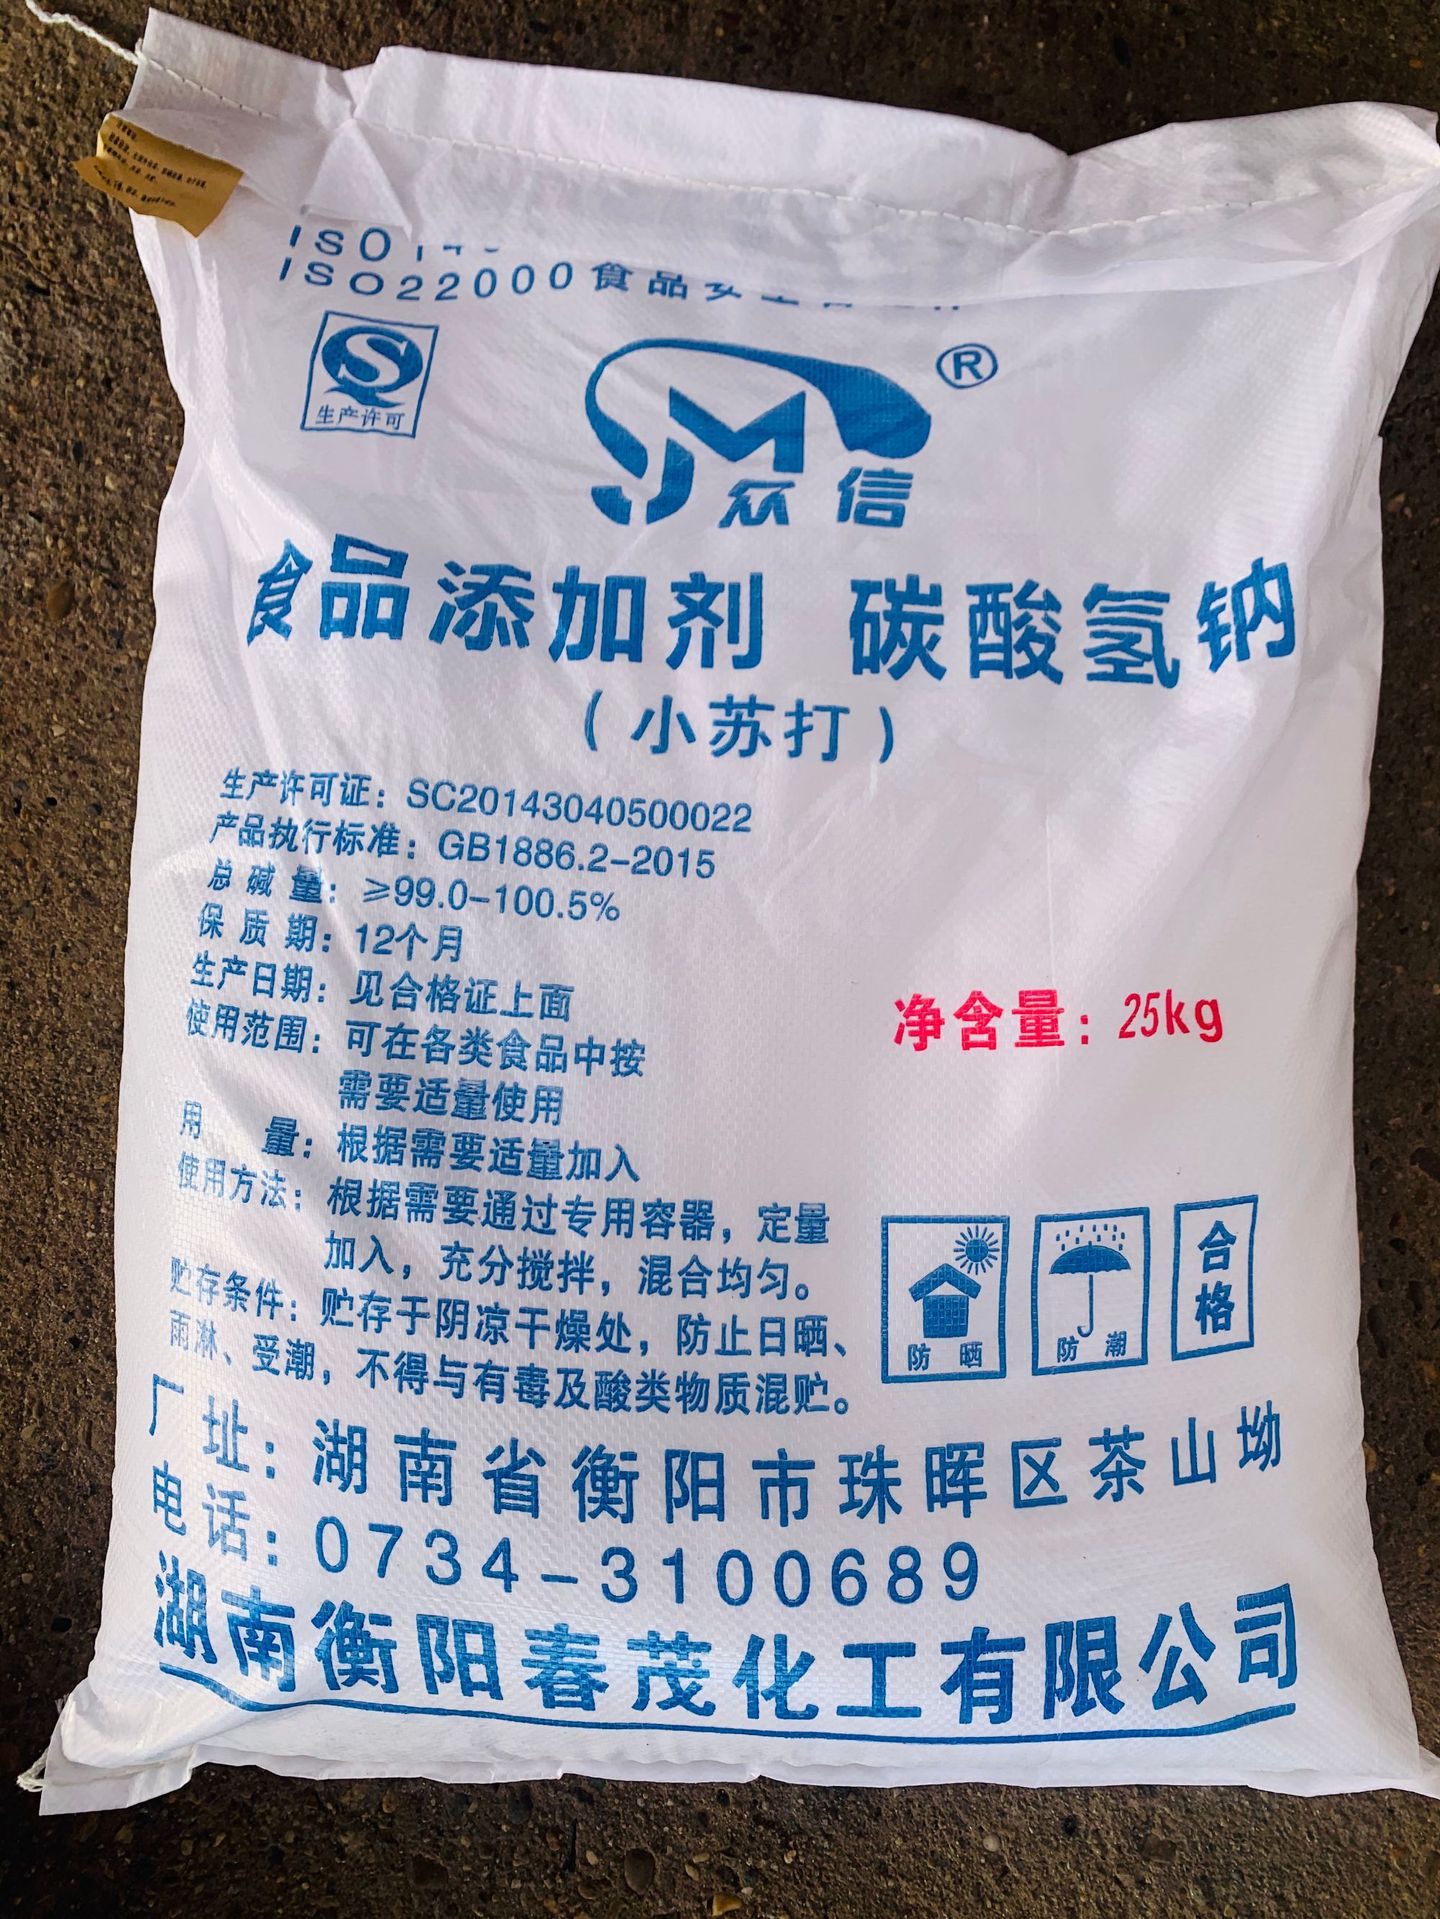 ISO14
ISO22000食品安全
生产许可
众信®
食品添加剂 碳酸氢钠
(小苏打)
生产许可证：SC20143040500022
产品执行标准：GB1886.2-2015
总碱量：≥99.0-100.5%
保质期：12个月
生产日期：见合格证上面
使用范围：可在各类食品中按
需要适量使用
净含量：25kg
用 量：根据需要适量加入
使用方法：根据需要通过专用容器，定量
加入，充分搅拌，混合均匀。
贮存条件：贮存于阴凉干燥处，防止日晒、
雨淋、受潮，不得与有毒及酸类物质混贮。
防晒
防潮
合格
厂址：湖南省衡阳市珠晖区茶山坳
电话：0734-3100689
湖南衡阳春茂化工有限公司